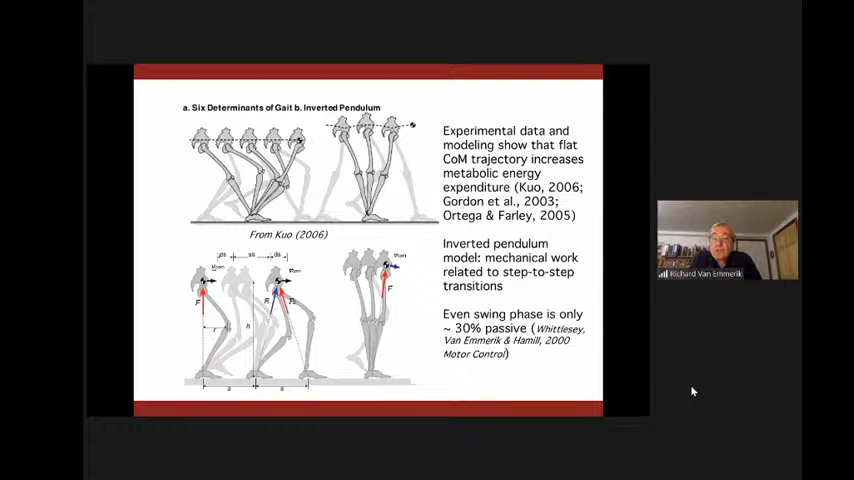 a. Six Determinants of Gait b. Inverted Pendulum
Experimental data and
modeling show that flat
CoM trajectory increases
metabolic energy
expenditure (Kuo, 2006;
Gordon et al., 2003;
Ortega & Farley, 2005)
From Kuo (2006)
Inverted pendulum
model: mechanical work
related to step-to-step
transitions
Even swing phase is only
~ 30% passive (Whittlesey,
Van Emmerik & Hamill, 2000
Motor Control)
ds ss ds
F
F
r
h
s s
Richard Van Emmerik